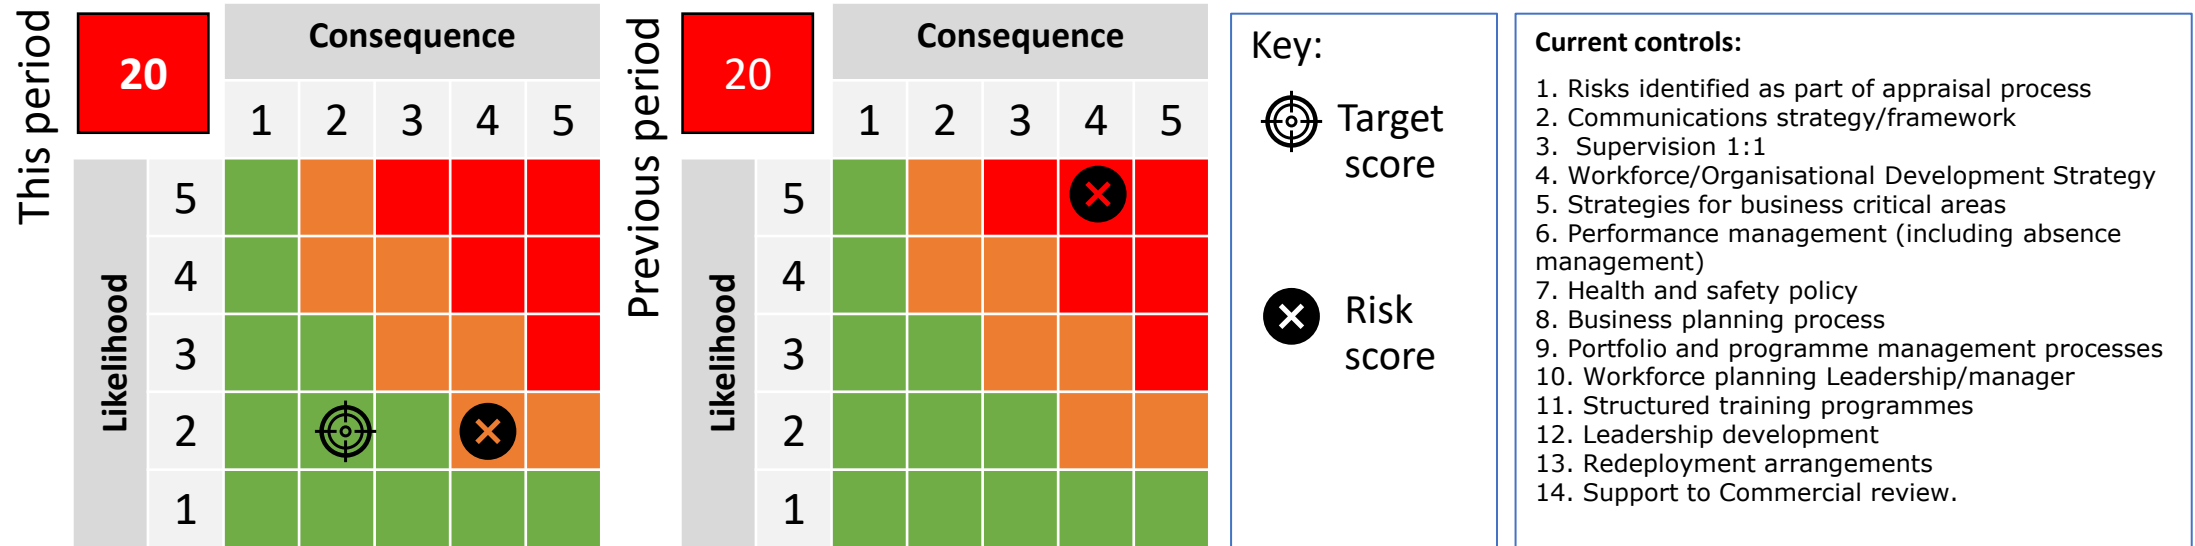 This period
20
Consequence
1 2 3 4 5
Likelihood
5
4
3
2
1
Previous period
20
Consequence
1 2 3 4 5
Likelihood
5
4
3
2
1
Key:
Target
score
Risk
score
Current controls:
1. Risks identified as part of appraisal process
2. Communications strategy/framework
3.  Supervision 1:1
4. Workforce/Organisational Development Strategy
5. Strategies for business critical areas
6. Performance management (including absence
management)
7. Health and safety policy
8. Business planning process
9. Portfolio and programme management processes
10. Workforce planning Leadership/manager
11. Structured training programmes
12. Leadership development
13. Redeployment arrangements
14. Support to Commercial review.